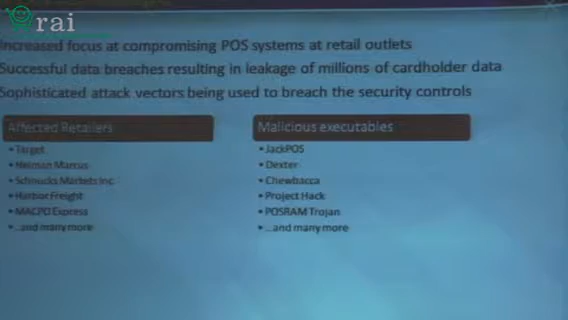 rai
Increased focus at compromising POS systems at retail outlets
Successful data breaches resulting in leakage of millions of cardholder data
Sophisticated attack vectors being used to breach the security controls
Affected Retailers
• Target
• Neiman Marcus
• Schnucks Markets Inc
• Harbor Freight
• MACPD Express
• ...and many more
Malicious executables
• JackPOS
• Dexter
• Chewbacca
• Project Hack
• POSRAM Trojan
• ...and many more